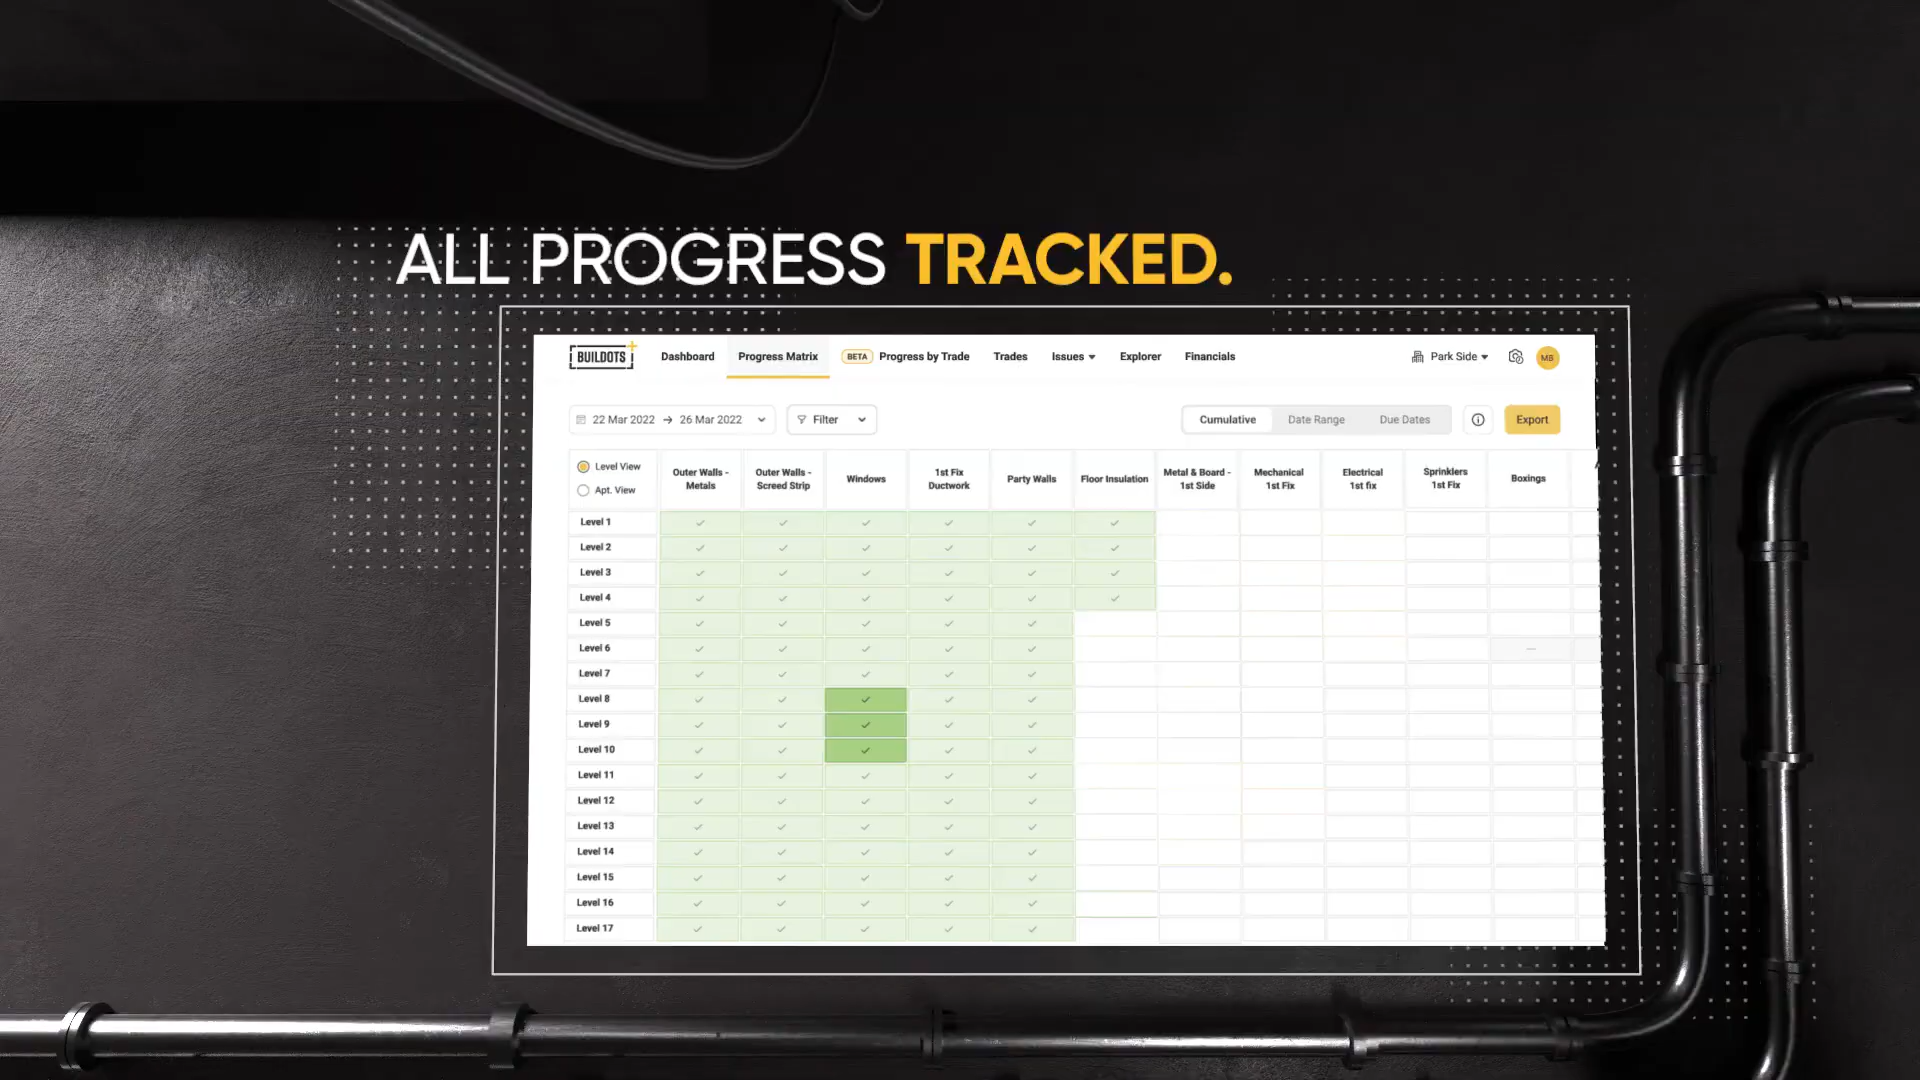 ALL PROGRESS TRACKED.
BUILDOTS
Dashboard
Progress Matrix
BETA Progress by Trade
Trades
Issues
Explorer
Financials
Park Side
MB
22 Mar 2022 → 26 Mar 2022
Filter
Cumulative
Date Range
Due Dates
Export
Level View
Apt. View
Outer Walls -
Metals
Outer Walls -
Screed Strip
Windows
1st Fix
Ductwork
Party Walls
Floor Insulation
Metal & Board -
1st Side
Mechanical
1st Fix
Electrical
1st fix
Sprinklers
1st Fix
Boxings
Level 1
Level 2
Level 3
Level 4
Level 5
Level 6
Level 7
Level 8
Level 9
Level 10
Level 11
Level 12
Level 13
Level 14
Level 15
Level 16
Level 17